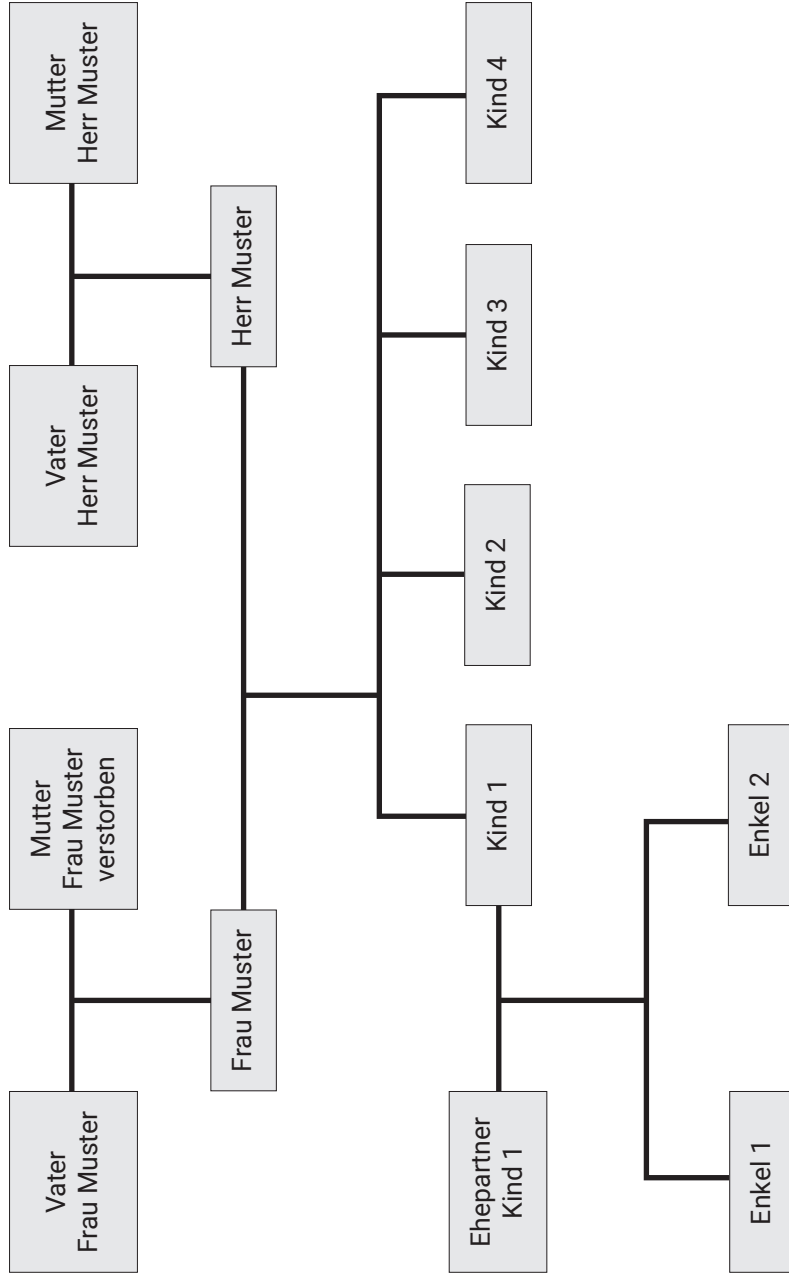 Vater
Frau Muster
Mutter
Frau Muster
verstorben
Vater
Herr Muster
Mutter
Herr Muster
Frau Muster
Herr Muster
Ehepartner
Kind 1
Kind 1
Kind 2
Kind 3
Kind 4
Enkel 1
Enkel 2